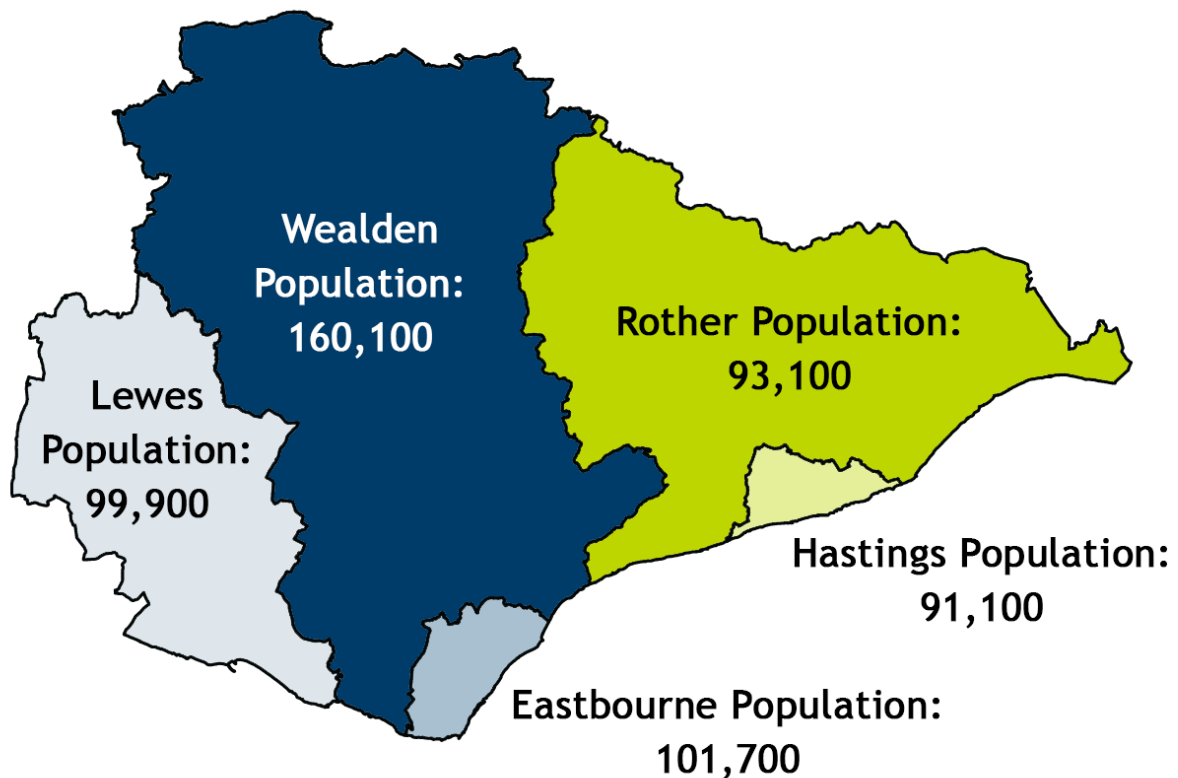 Wealden
Population:
160,100
Rother Population:
93,100
Lewes
Population:
99,900
Hastings Population:
91,100
Eastbourne Population:
101,700